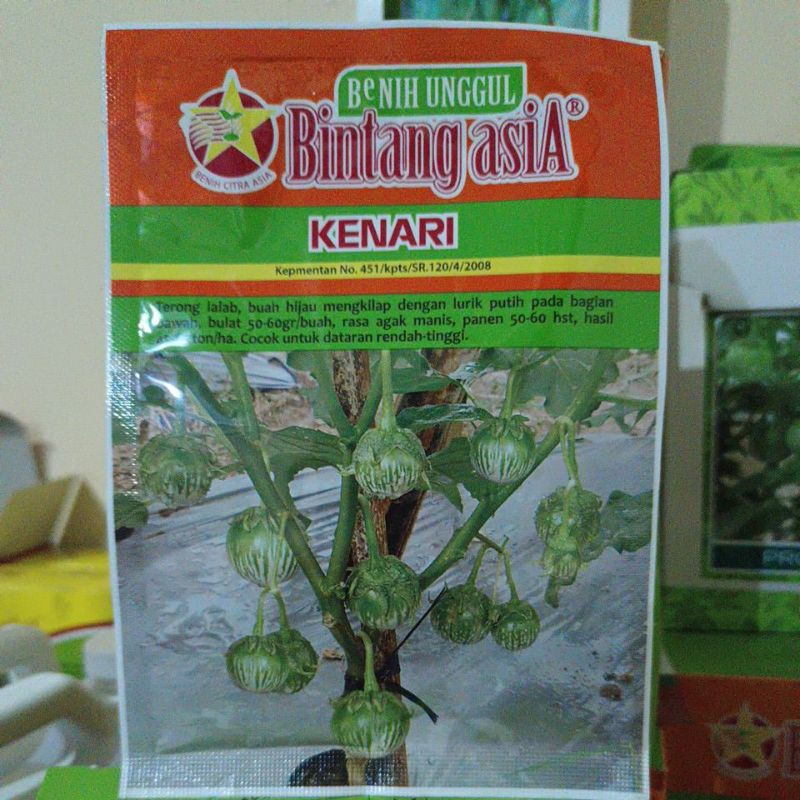 BeNIH UNGGUL
Bintang asiA®
BENIH CITRA ASIA
KENARI
Kepmentan No. 451/kpts/SR.120/4/2008
Terong lalab, buah hijau mengkilap dengan lurik putih pada bagian
bawah, bulat 50-60gr/buah, rasa agak manis, panen 50-60 hst, hasil
ton/ha. Cocok untuk dataran rendah-tinggi.
Bintang